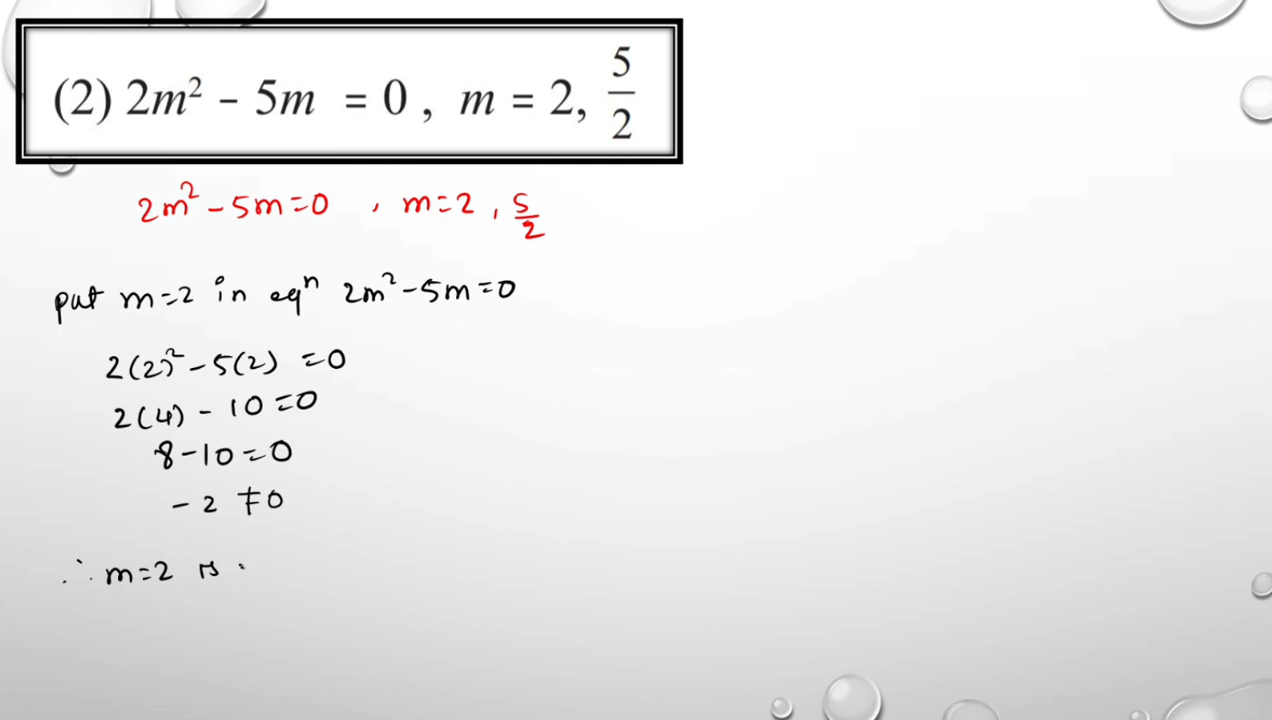 (2) 2m² - 5m = 0 , m = 2, 5/2
2m² - 5m = 0 , m = 2 , 5/2
put m=2 in eqⁿ 2m² - 5m = 0
2(2)² - 5(2) = 0
2(4) - 10 = 0
8 - 10 = 0
- 2 ≠ 0
∴ m=2 is